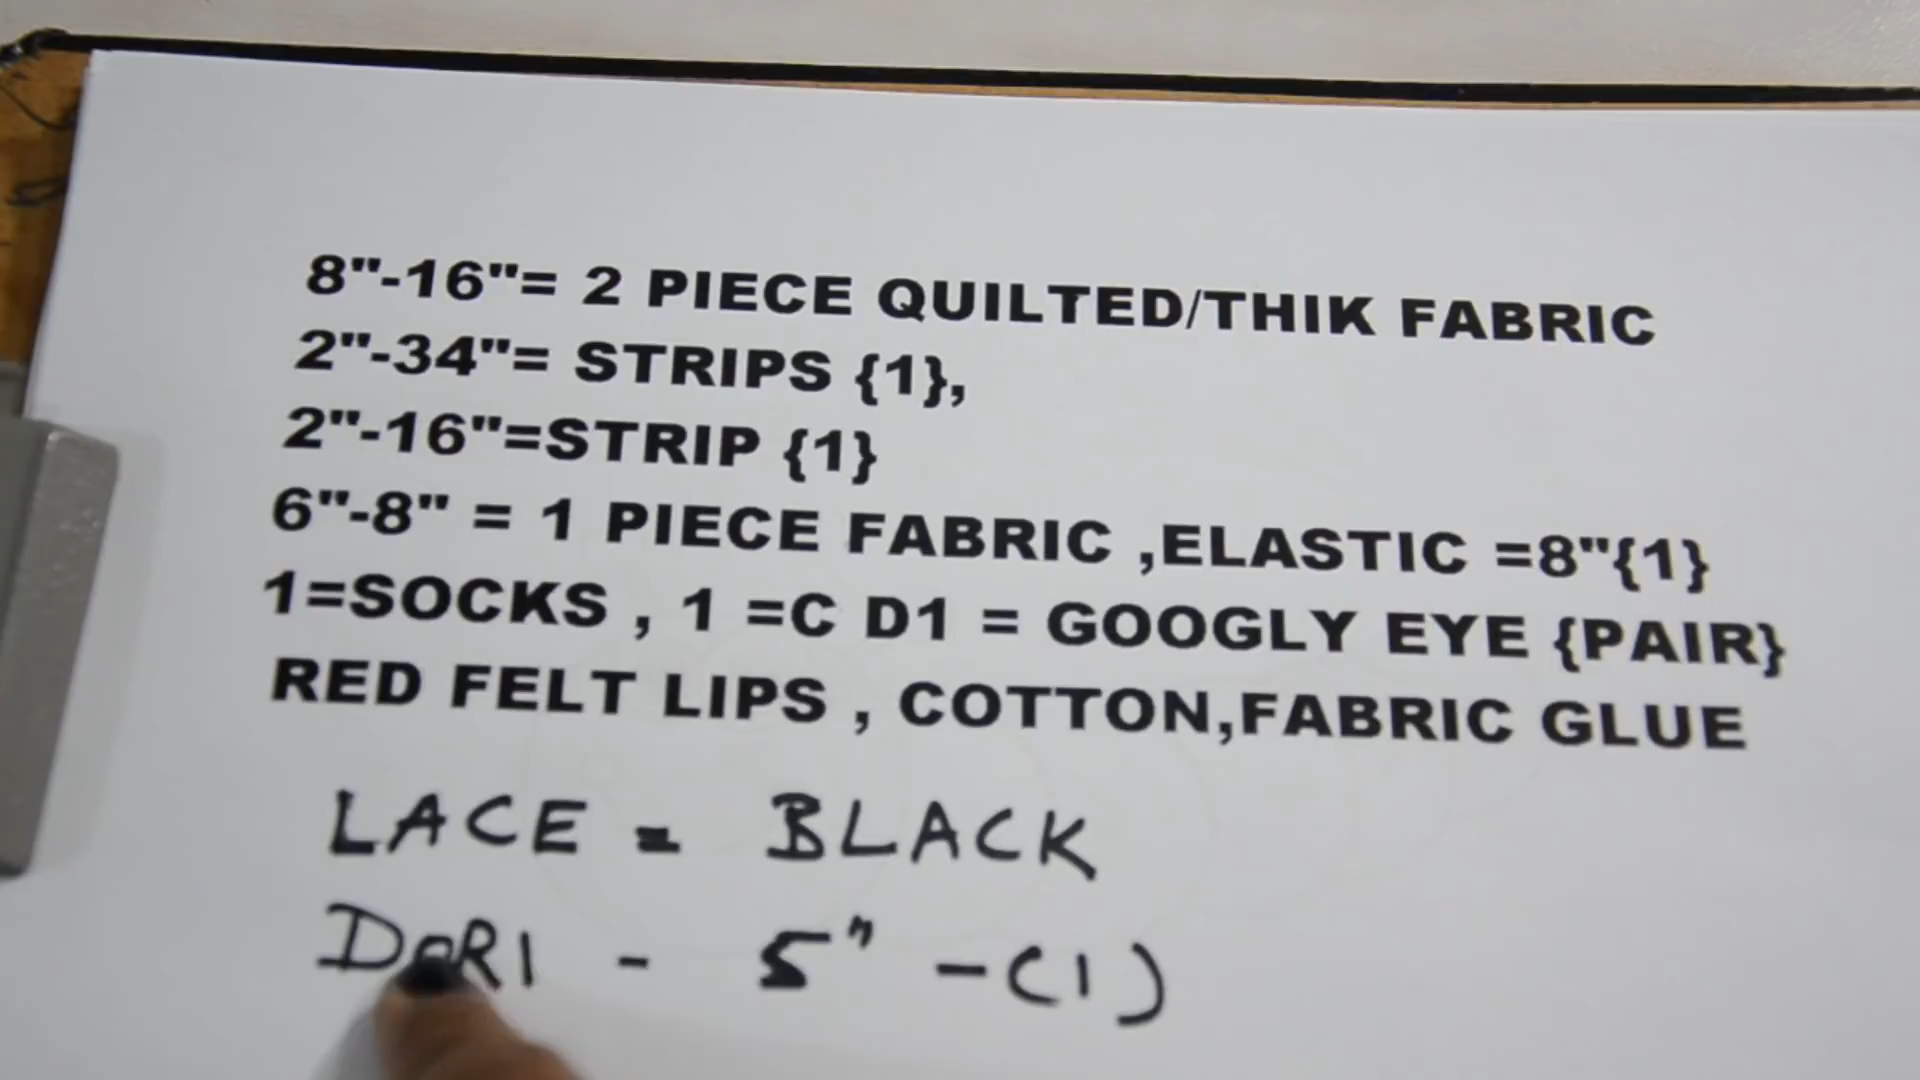 8"-16"= 2 PIECE QUILTED/THIK FABRIC
2"-34"= STRIPS {1},
2"-16"=STRIP {1}
6"-8" = 1 PIECE FABRIC ,ELASTIC =8"{1}
1=SOCKS , 1 =C D1 = GOOGLY EYE {PAIR}
RED FELT LIPS , COTTON,FABRIC GLUE
LACE = BLACK
DORI - 5" -(1)